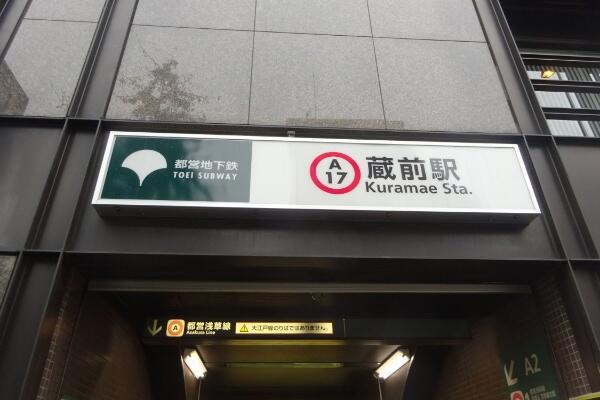 都営地下鉄
TOEI SUBWAY
A
17
蔵前駅
Kuramae Sta.
A
都営浅草線
Asakusa Line
大江戸線のりばではありません。
A2